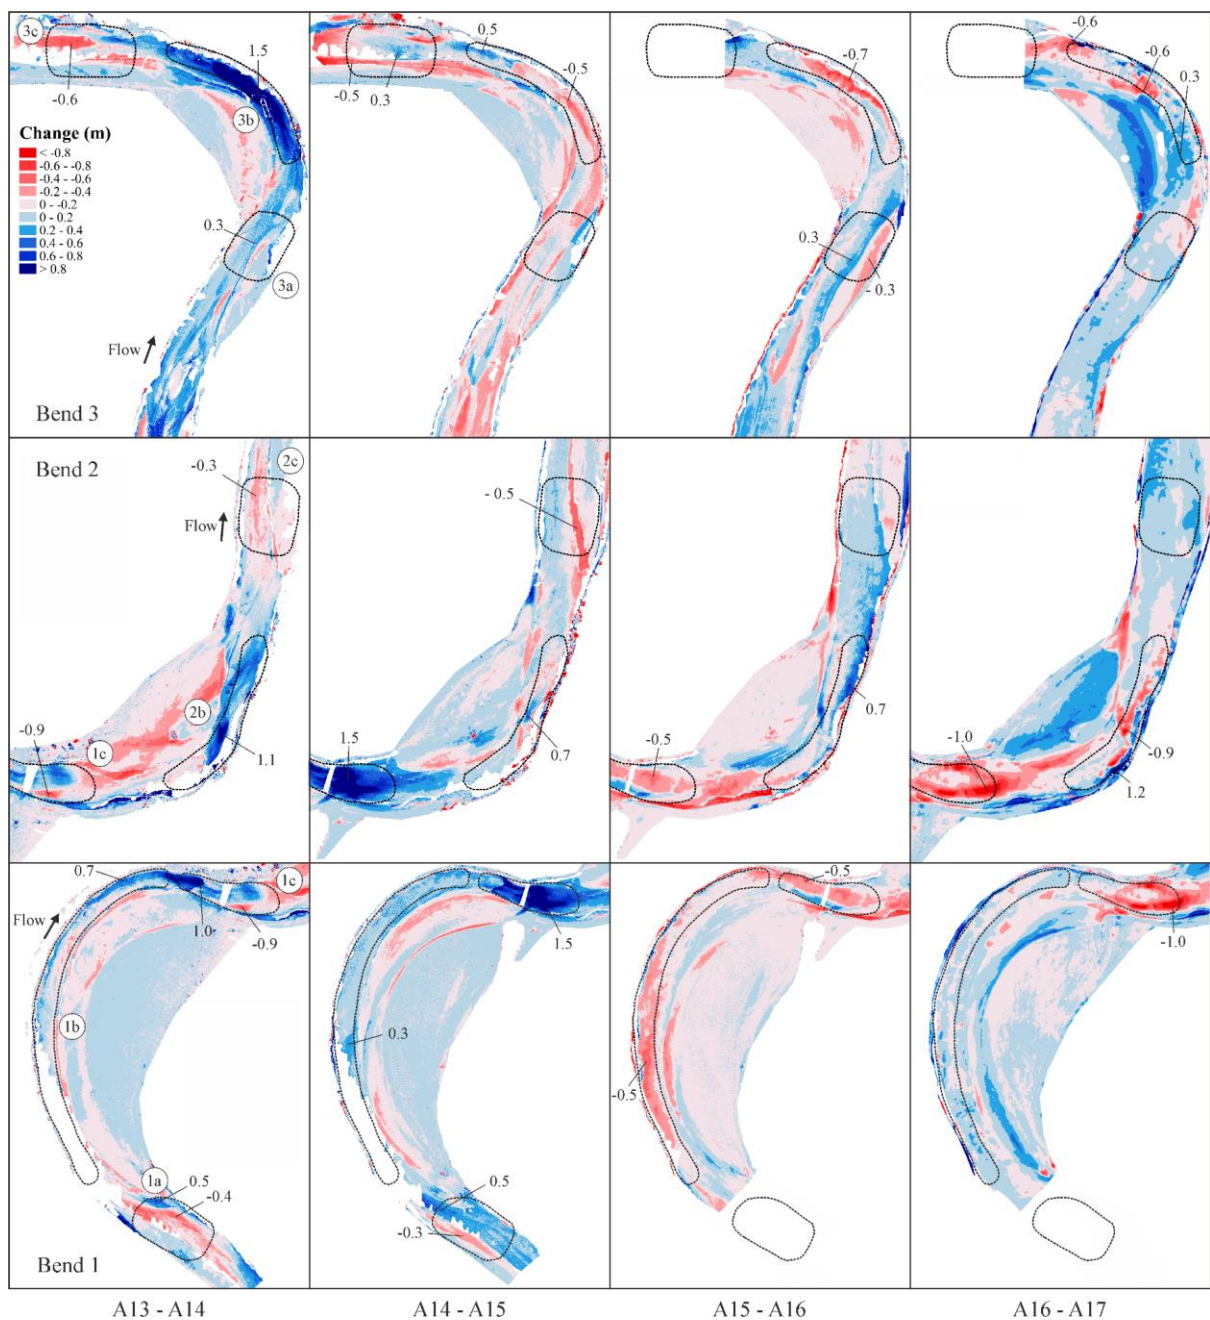 3c
1.5
-0.6
3b
Change (m)
< -0.8
-0.6 - -0.8
-0.4 - -0.6
-0.2 - -0.4
0 - -0.2
0 - 0.2
0.2 - 0.4
0.4 - 0.6
0.6 - 0.8
> 0.8
0.3
3a
Flow
Bend 3
0.5
-0.5
-0.5
0.3
-0.7
0.3
- 0.3
-0.6
-0.6
0.3
Bend 2
-0.3
2c
Flow
2b
-0.9
1c
1.1
- 0.5
1.5
0.7
-0.5
0.7
-1.0
-0.9
1.2
0.7
1c
Flow
1.0
-0.9
1b
1a
0.5
-0.4
Bend 1
1.5
0.3
0.5
-0.3
-0.5
-0.5
-1.0
A13 - A14
A14 - A15
A15 - A16
A16 - A17